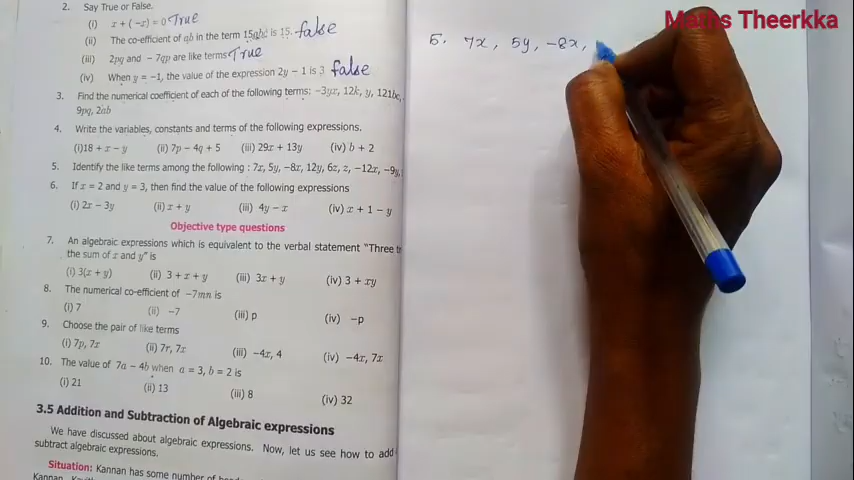 2. Say True or False.
(i) x + (-x) = 0 True
(ii) The co-efficient of ab in the term 15abc is 15. false
(iii) 2pq and - 7qp are like terms True
(iv) When y = -1, the value of the expression 2y - 1 is 3 false
3. Find the numerical coefficient of each of the following terms: -3yx, 12k, y, 121bc,
9pq, 2ab
4. Write the variables, constants and terms of the following expressions.
(i)18 + x - y (ii) 7p - 4q + 5 (iii) 29x + 13y (iv) b + 2
5. Identify the like terms among the following : 7x, 5y, -8x, 12y, 6z, z, -12x, -9y,
6. If x = 2 and y = 3, then find the value of the following expressions
(i) 2x - 3y (ii) x + y (iii) 4y - x (iv) x + 1 - y
Objective type questions
7. An algebraic expressions which is equivalent to the verbal statement "Three
the sum of x and y" is
(i) 3(x + y) (ii) 3 + x + y (iii) 3x + y (iv) 3 + xy
8. The numerical co-efficient of -7mn is
(i) 7 (ii) -7 (iii) p (iv) -p
9. Choose the pair of like terms
(i) 7p, 7x (ii) 7r, 7x (iii) -4x, 4 (iv) -4x, 7x
10. The value of 7a - 4b when a = 3, b = 2 is
(i) 21 (ii) 13 (iii) 8 (iv) 32
3.5 Addition and Subtraction of Algebraic expressions
We have discussed about algebraic expressions. Now, let us see how to add
subtract algebraic expressions.
Situation: Kannan has some number of
Kannan,
5. 7x, 5y, -8x,
Maths Theerkka